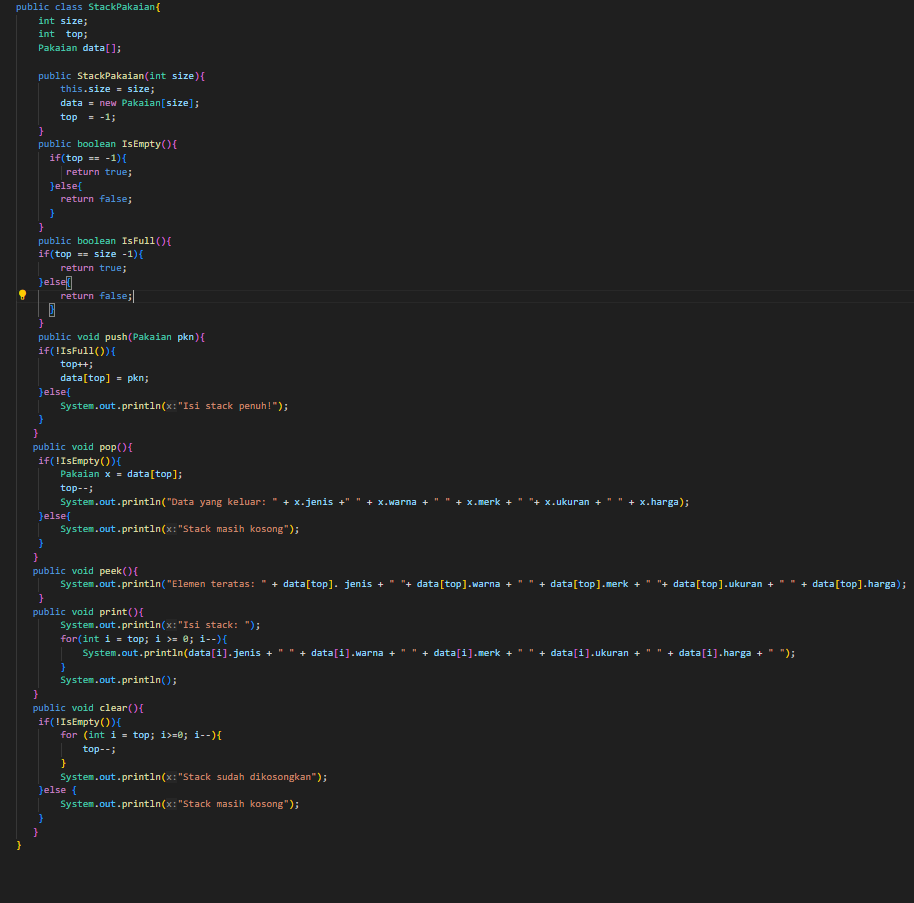 public class StackPakaian{
    int size;
    int  top;
    Pakaian data[];

    public StackPakaian(int size){
        this.size = size;
        data = new Pakaian[size];
        top  = -1;
    }
    public boolean IsEmpty(){
      if(top == -1){
         return true;
      }else{
        return false;
      }
    }
    public boolean IsFull(){
    if(top == size -1){
        return true;
    }else{
        return false;
      }
    }
    public void push(Pakaian pkn){
    if(!IsFull()){
        top++;
        data[top] = pkn;
    }else{
        System.out.println(x:"Isi stack penuh!");
    }
   }
   public void pop(){
    if(!IsEmpty()){
        Pakaian x = data[top];
        top--;
        System.out.println("Data yang keluar: " + x.jenis +" " + x.warna + " " + x.merk + " "+ x.ukuran + " " + x.harga);
    }else{
        System.out.println(x:"Stack masih kosong");
    }
   }
   public void peek(){
        System.out.println("Elemen teratas: " + data[top]. jenis + " "+ data[top].warna + " " + data[top].merk + " "+ data[top].ukuran + " " + data[top].harga);
    }
   public void print(){
        System.out.println(x:"Isi stack: ");
        for(int i = top; i >= 0; i--){
            System.out.println(data[i].jenis + " " + data[i].warna + " " + data[i].merk + " " + data[i].ukuran + " " + data[i].harga + " ");
        }
        System.out.println();
   }
   public void clear(){
    if(!IsEmpty()){
        for (int i = top; i>=0; i--){
            top--;
        }
        System.out.println(x:"Stack sudah dikosongkan");
    }else {
        System.out.println(x:"Stack masih kosong");
    }
   }
}